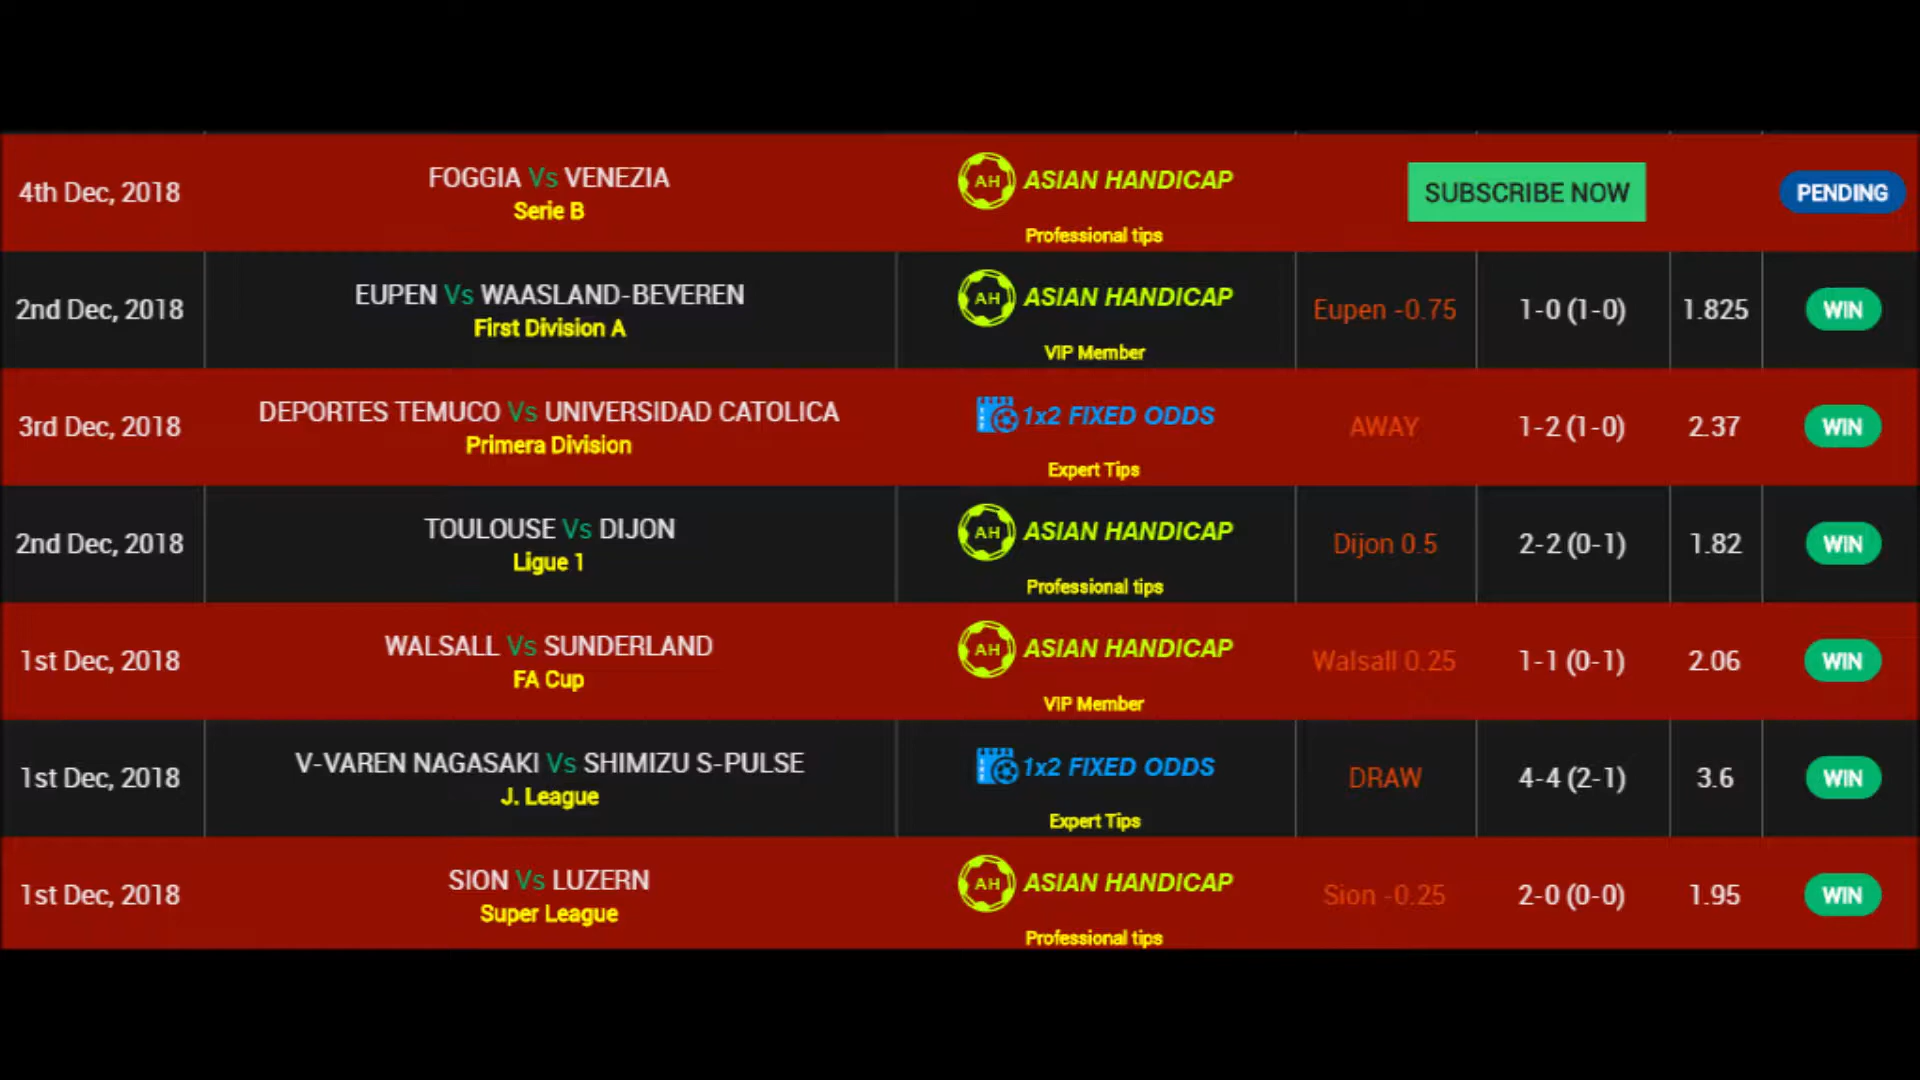 4th Dec, 2018
FOGGIA Vs VENEZIA
Serie B
AH ASIAN HANDICAP
Professional tips
SUBSCRIBE NOW
PENDING
2nd Dec, 2018
EUPEN Vs WAASLAND-BEVEREN
First Division A
AH ASIAN HANDICAP
VIP Member
Eupen -0.75
1-0 (1-0)
1.825
WIN
3rd Dec, 2018
DEPORTES TEMUCO Vs UNIVERSIDAD CATOLICA
Primera Division
1x2 FIXED ODDS
Expert Tips
AWAY
1-2 (1-0)
2.37
WIN
2nd Dec, 2018
TOULOUSE Vs DIJON
Ligue 1
AH ASIAN HANDICAP
Professional tips
Dijon 0.5
2-2 (0-1)
1.82
WIN
1st Dec, 2018
WALSALL Vs SUNDERLAND
FA Cup
AH ASIAN HANDICAP
VIP Member
Walsall 0.25
1-1 (0-1)
2.06
WIN
1st Dec, 2018
V-VAREN NAGASAKI Vs SHIMIZU S-PULSE
J. League
1x2 FIXED ODDS
Expert Tips
DRAW
4-4 (2-1)
3.6
WIN
1st Dec, 2018
SION Vs LUZERN
Super League
AH ASIAN HANDICAP
Professional tips
Sion -0.25
2-0 (0-0)
1.95
WIN